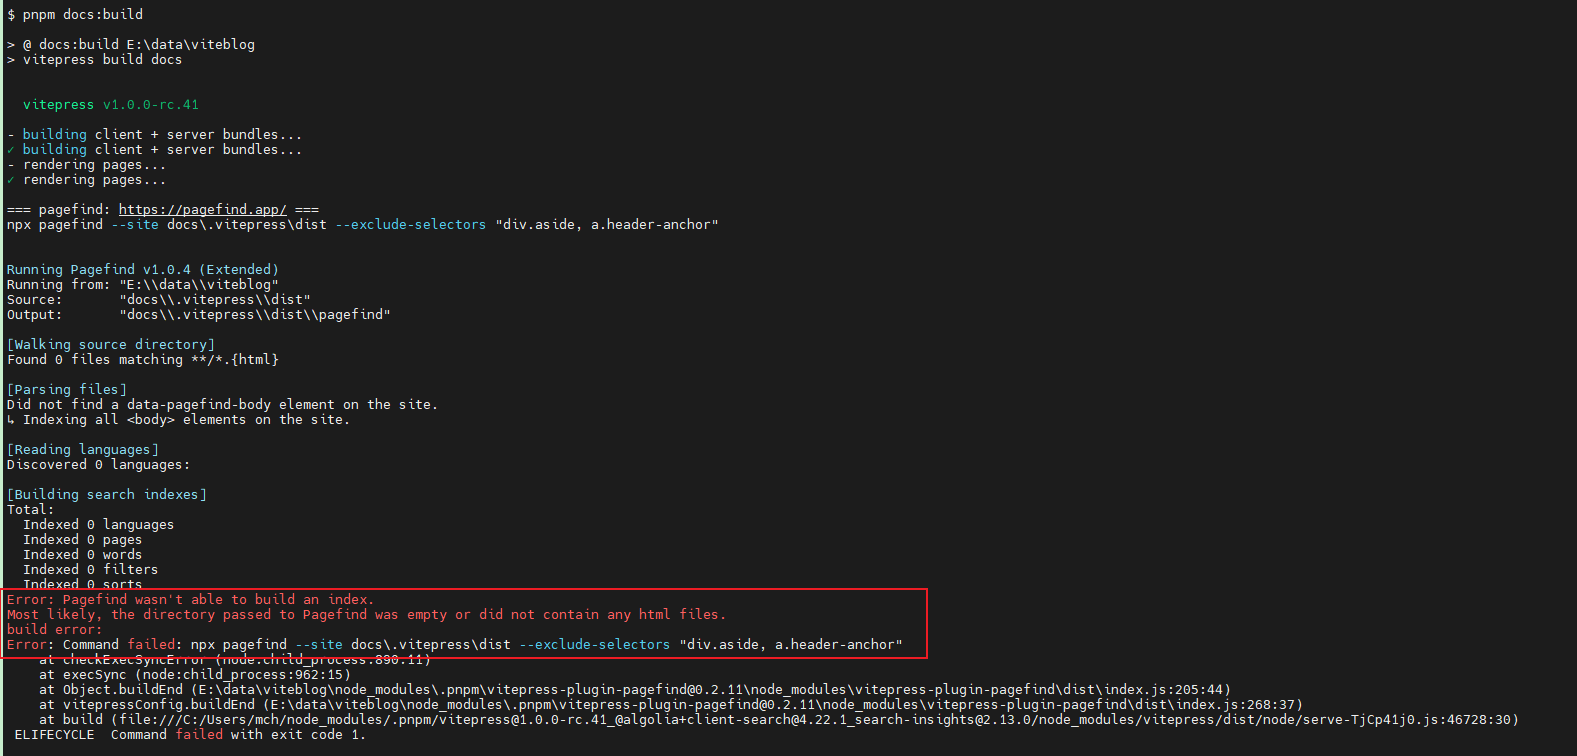 $ pnpm docs:build
> @ docs:build E:\data\viteblog
> vitepress build docs
vitepress v1.0.0-rc.41
- building client + server bundles...
✓ building client + server bundles...
- rendering pages...
✓ rendering pages...
=== pagefind: https://pagefind.app/ ===
npx pagefind --site docs\.vitepress\dist --exclude-selectors "div.aside, a.header-anchor"
Running Pagefind v1.0.4 (Extended)
Running from: "E:\\data\\viteblog"
Source:       "docs\\.vitepress\\dist"
Output:       "docs\\.vitepress\\dist\\pagefind"
[Walking source directory]
Found 0 files matching **/*.{html}
[Parsing files]
Did not find a data-pagefind-body element on the site.
↳ Indexing all <body> elements on the site.
[Reading languages]
Discovered 0 languages:
[Building search indexes]
Total:
  Indexed 0 languages
  Indexed 0 pages
  Indexed 0 words
  Indexed 0 filters
  Indexed 0 sorts
Error: Pagefind wasn't able to build an index.
Most likely, the directory passed to Pagefind was empty or did not contain any html files.
build error:
Error: Command failed: npx pagefind --site docs\.vitepress\dist --exclude-selectors "div.aside, a.header-anchor"
    at checkExecSyncError (node:child_process:890:11)
    at execSync (node:child_process:962:15)
    at Object.buildEnd (E:\data\viteblog\node_modules\.pnpm\vitepress-plugin-pagefind@0.2.11\node_modules\vitepress-plugin-pagefind\dist\index.js:205:44)
    at vitepressConfig.buildEnd (E:\data\viteblog\node_modules\.pnpm\vitepress-plugin-pagefind@0.2.11\node_modules\vitepress-plugin-pagefind\dist\index.js:268:37)
    at build (file:///C:/Users/mch/node_modules/.pnpm/vitepress@1.0.0-rc.41_@algolia+client-search@4.22.1_search-insights@2.13.0/node_modules/vitepress/dist/node/serve-TjCp41j0.js:46728:30)
 ELIFECYCLE  Command failed with exit code 1.